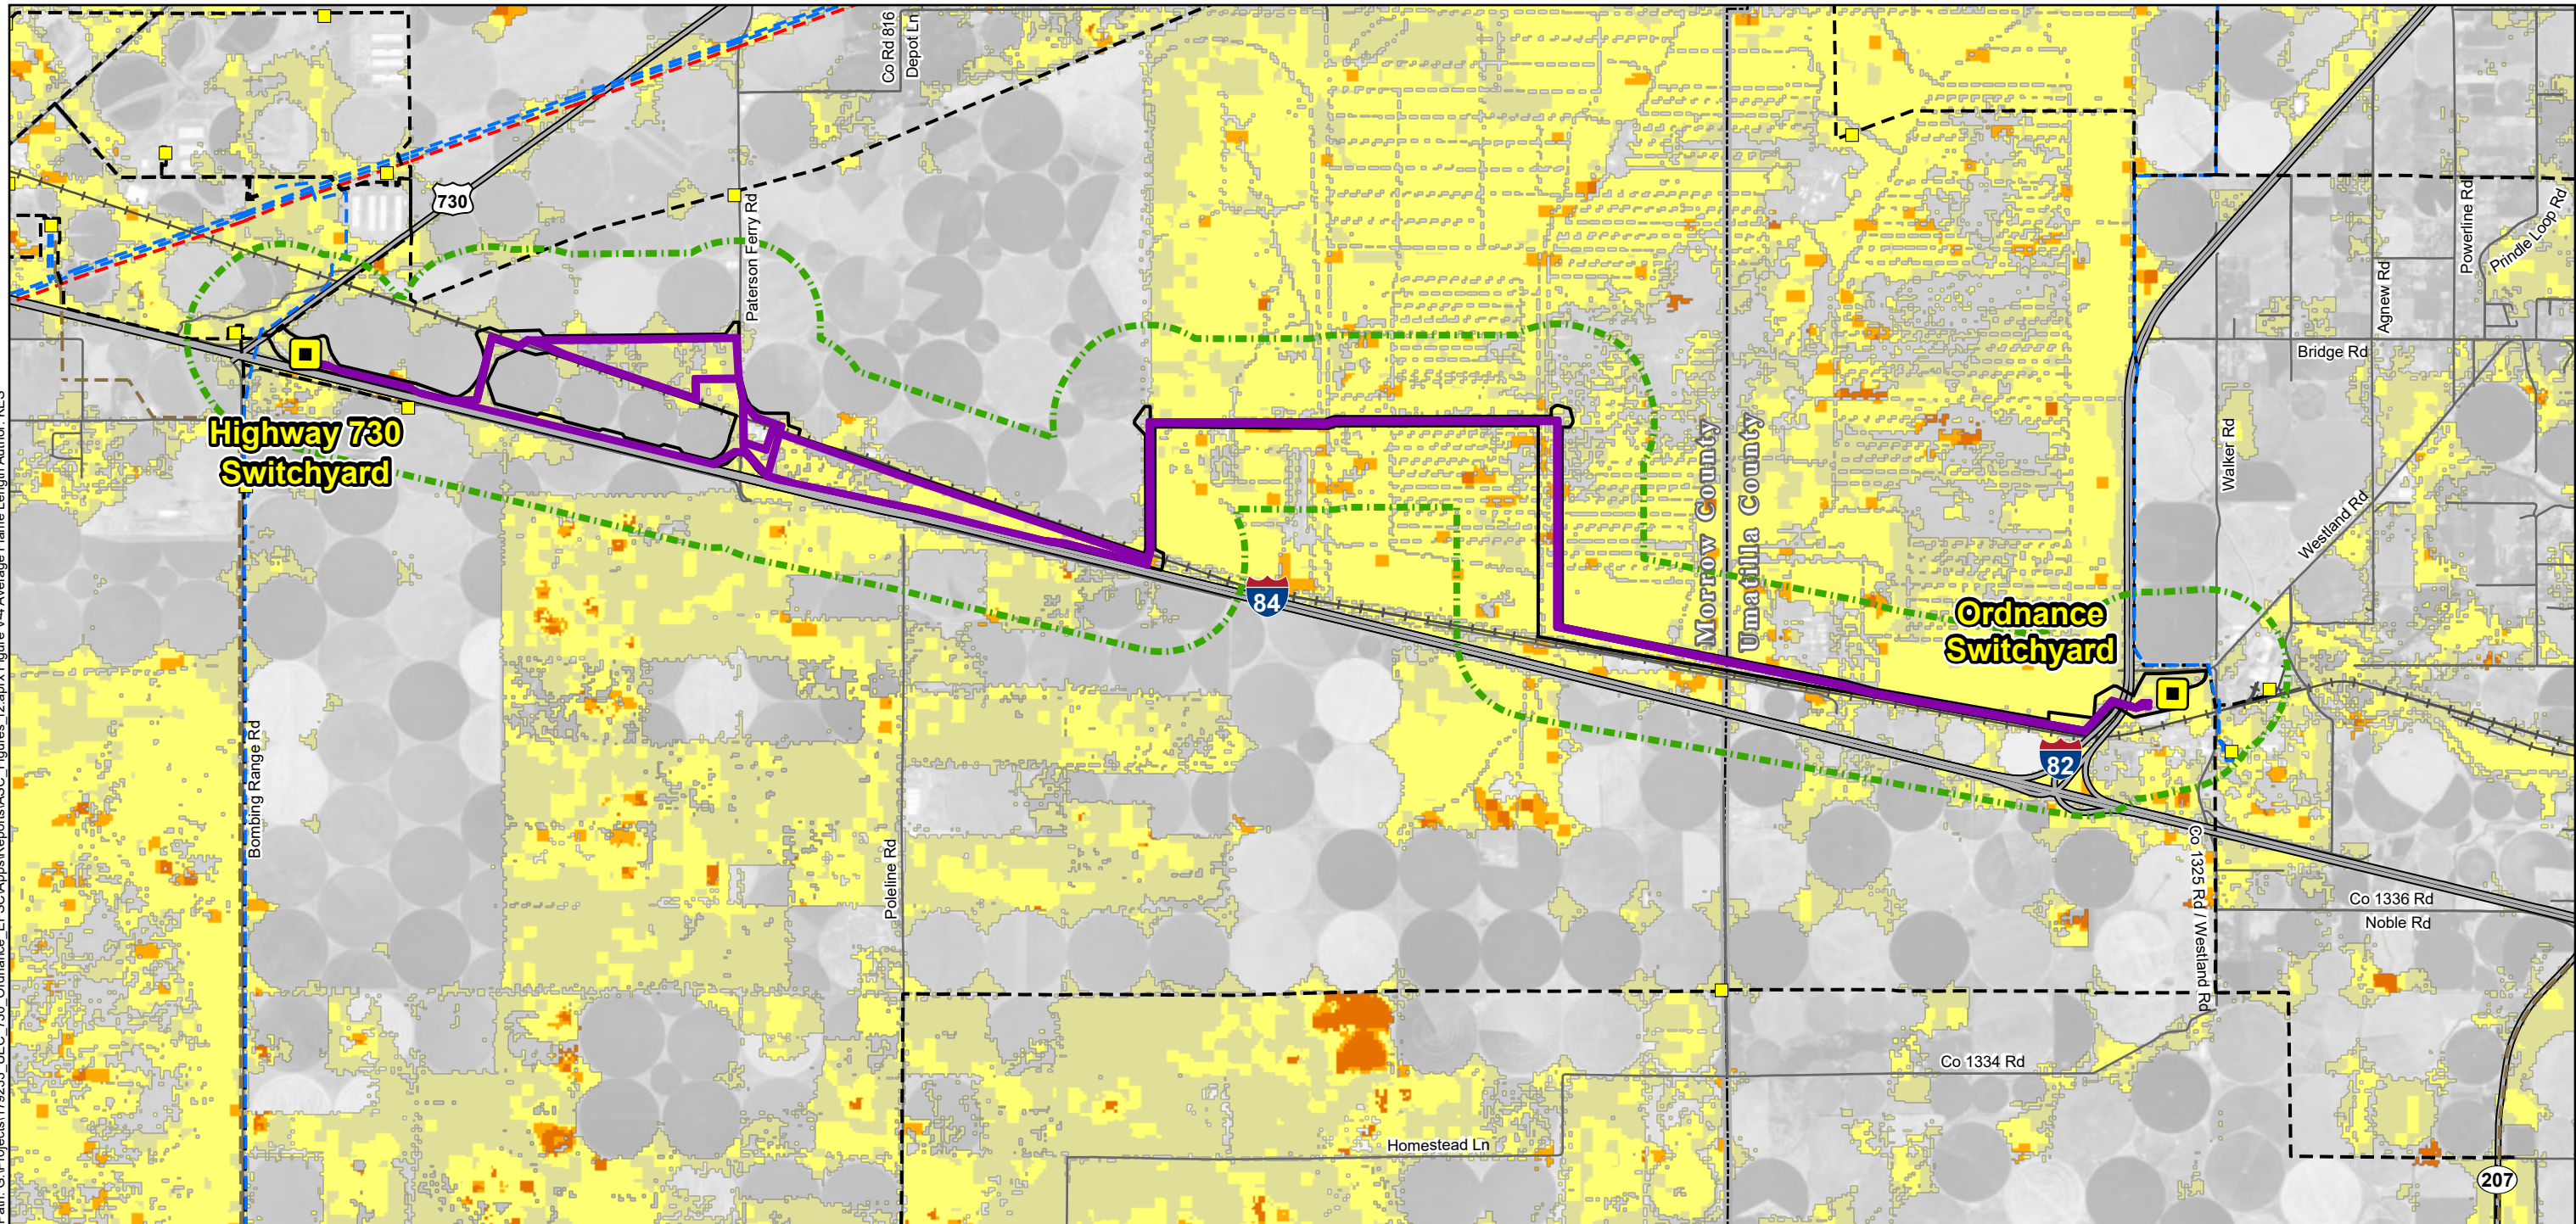 Co Rd 816
Depot Ln
730
Paterson Ferry Rd
Powerline Rd
Prindle Loop Rd
Agnew Rd
Bridge Rd
Highway 730
Switchyard
Walker Rd
Morrow County
Umatilla County
Westland Rd
84
Ordnance
Switchyard
82
Bombing Range Rd
Poleline Rd
Co 1325 Rd / Westland Rd
Co 1336 Rd
Noble Rd
Co 1334 Rd
Homestead Ln
207